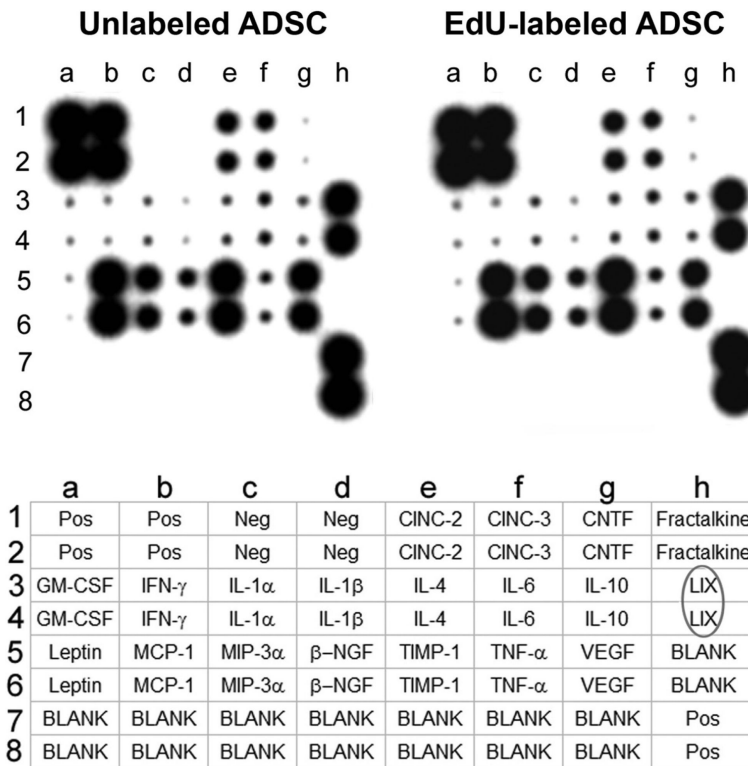 Unlabeled ADSC EdU-labeled ADSC
a b c d e f g h a b c d e f g h
1
2
3
4
5
6
7
8
a b c d e f g h
1 Pos Pos Neg Neg CINC-2 CINC-3 CNTF Fractalkine
2 Pos Pos Neg Neg CINC-2 CINC-3 CNTF Fractalkine
3 GM-CSF IFN-γ IL-1α IL-1β IL-4 IL-6 IL-10 LIX
4 GM-CSF IFN-γ IL-1α IL-1β IL-4 IL-6 IL-10 LIX
5 Leptin MCP-1 MIP-3α β–NGF TIMP-1 TNF-α VEGF BLANK
6 Leptin MCP-1 MIP-3α β–NGF TIMP-1 TNF-α VEGF BLANK
7 BLANK BLANK BLANK BLANK BLANK BLANK BLANK Pos
8 BLANK BLANK BLANK BLANK BLANK BLANK BLANK Pos